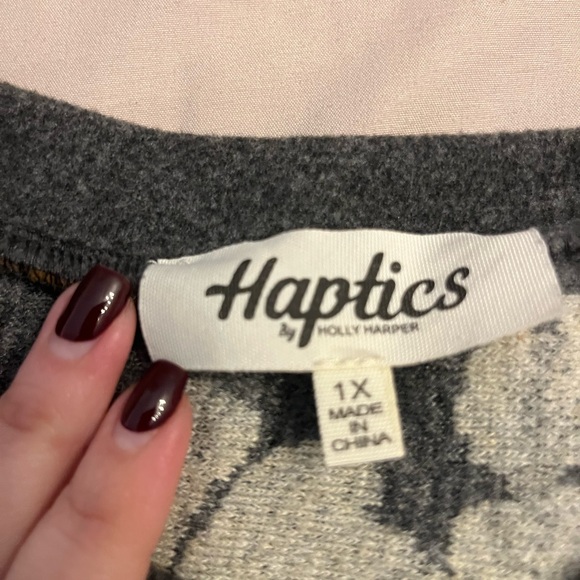 Haptics
By HOLLY HARPER
1X
MADE
IN
CHINA